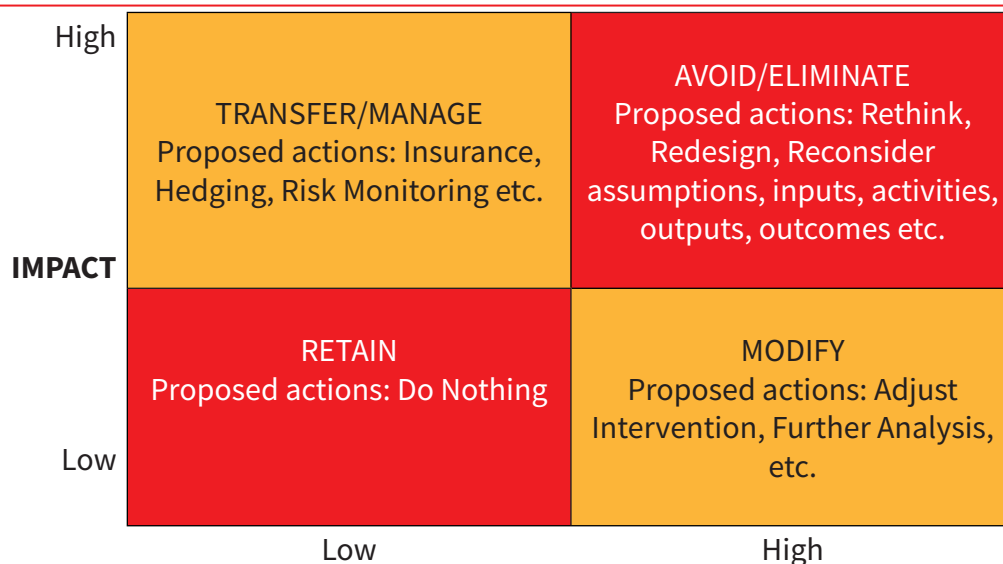 High
TRANSFER/MANAGE
Proposed actions: Insurance,
Hedging, Risk Monitoring etc.
AVOID/ELIMINATE
Proposed actions: Rethink,
Redesign, Reconsider
assumptions, inputs, activities,
outputs, outcomes etc.
IMPACT
RETAIN
Proposed actions: Do Nothing
MODIFY
Proposed actions: Adjust
Intervention, Further Analysis,
etc.
Low
Low
High